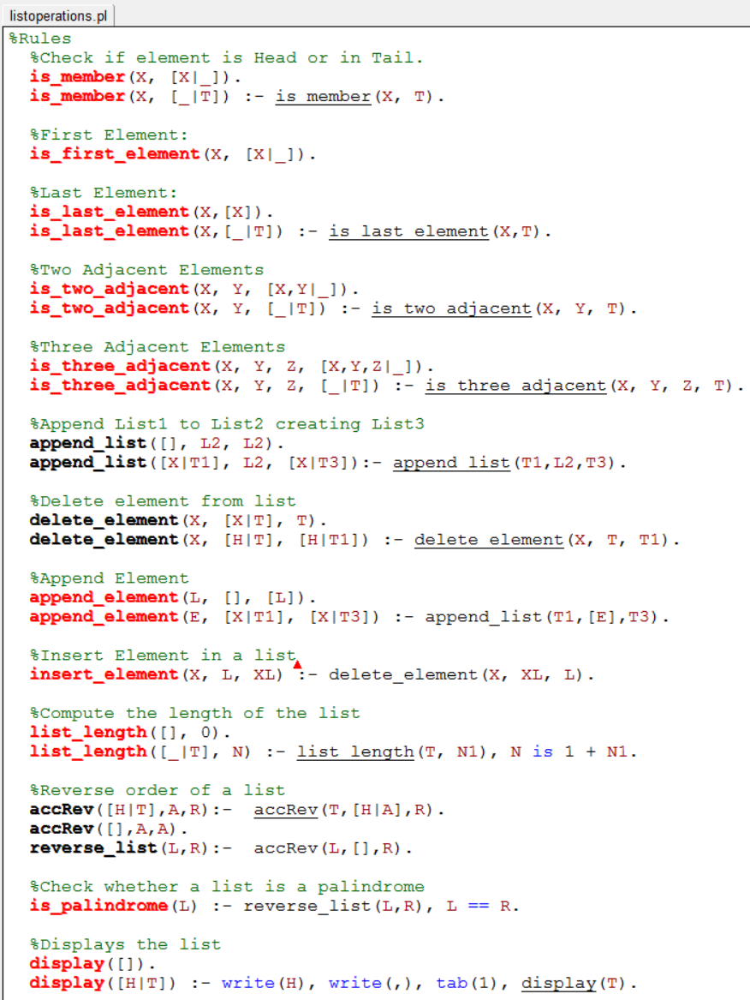 listoperations.pl
%Rules
%Check if element is Head or in Tail.
is_member(X, [X|_]).
is_member(X, [_|T]) :- is_member(X, T).
%First Element:
is_first_element(X, [X|_]).
%Last Element:
is_last_element(X,[X]).
is_last_element(X,[_|T]) :- is_last_element(X,T).
%Two Adjacent Elements
is_two_adjacent(X, Y, [X,Y|_]).
is_two_adjacent(X, Y, [_|T]) :- is_two_adjacent(X, Y, T).
%Three Adjacent Elements
is_three_adjacent(X, Y, Z, [X,Y,Z|_]).
is_three_adjacent(X, Y, Z, [_|T]) :- is_three_adjacent(X, Y, Z, T).
%Append List1 to List2 creating List3
append_list([], L2, L2).
append_list([X|T1], L2, [X|T3]):- append_list(T1,L2,T3).
%Delete element from list
delete_element(X, [X|T], T).
delete_element(X, [H|T], [H|T1]) :- delete_element(X, T, T1).
%Append Element
append_element(L, [], [L]).
append_element(E, [X|T1], [X|T3]) :- append_list(T1,[E],T3).
%Insert Element in a list
insert_element(X, L, XL) :- delete_element(X, XL, L).
%Compute the length of the list
list_length([], 0).
list_length([_|T], N) :- list_length(T, N1), N is 1 + N1.
%Reverse order of a list
accRev([H|T],A,R):-  accRev(T,[H|A],R).
accRev([],A,A).
reverse_list(L,R):-  accRev(L,[],R).
%Check whether a list is a palindrome
is_palindrome(L) :- reverse_list(L,R), L == R.
%Displays the list
display([]).
display([H|T]) :- write(H), write(,), tab(1), display(T).